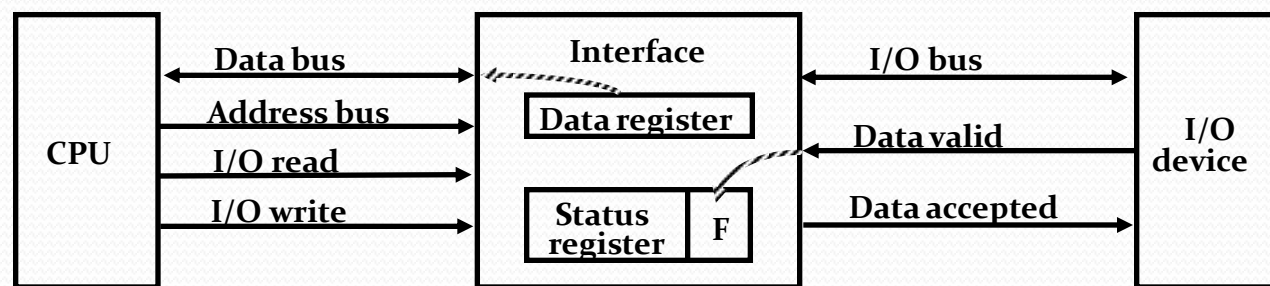 CPU
Data bus
Address bus
I/O read
I/O write
Interface
Data register
Status
register
F
I/O bus
Data valid
Data accepted
I/O
device